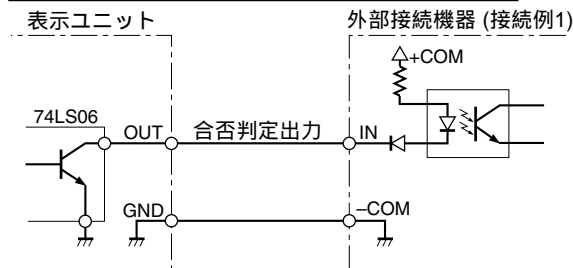 表示ユニット
外部接続機器 (接続例1)
+COM
74LS06
OUT
合否判定出力
IN
GND
–COM